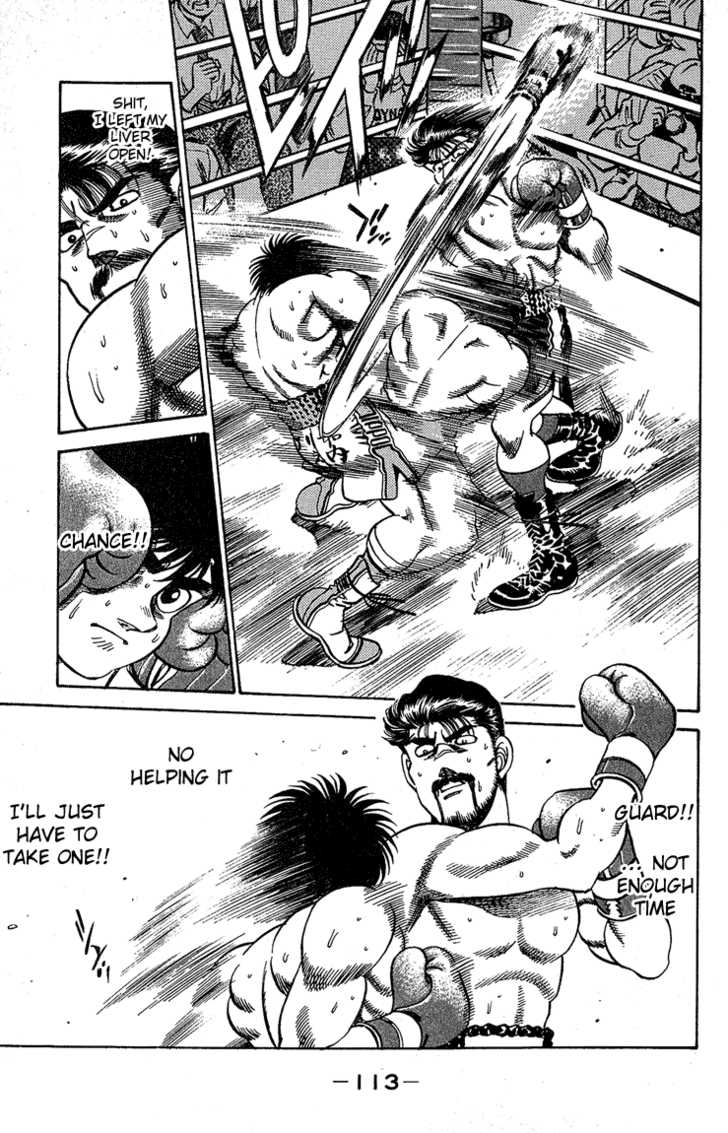 SHIT,
I LEFT MY
LIVER
OPEN!
CHANCE!!
GUARD!!
... NOT
ENOUGH
TIME
NO
HELPING IT
I'LL JUST
HAVE TO
TAKE ONE!!
-113-